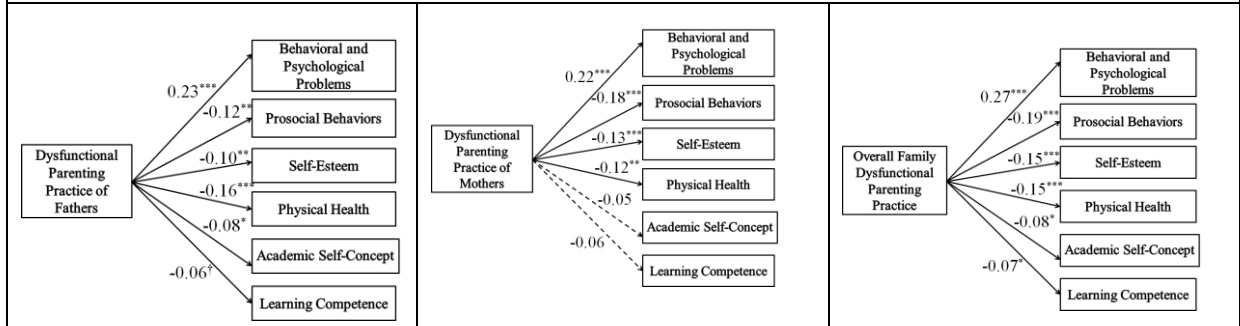 Dysfunctional
Parenting
Practice of
Fathers
0.23***
-0.12**
-0.10**
-0.16***
-0.08*
-0.06†
Behavioral and
Psychological
Problems
Prosocial Behaviors
Self-Esteem
Physical Health
Academic Self-Concept
Learning Competence
Dysfunctional
Parenting
Practice of
Mothers
0.22***
-0.18***
-0.13***
-0.12**
-0.05
-0.06
Behavioral and
Psychological
Problems
Prosocial Behaviors
Self-Esteem
Physical Health
Academic Self-Concept
Learning Competence
Overall Family
Dysfunctional
Parenting
Practice
0.27***
-0.19***
-0.15***
-0.15***
-0.08*
-0.07*
Behavioral and
Psychological
Problems
Prosocial Behaviors
Self-Esteem
Physical Health
Academic Self-Concept
Learning Competence